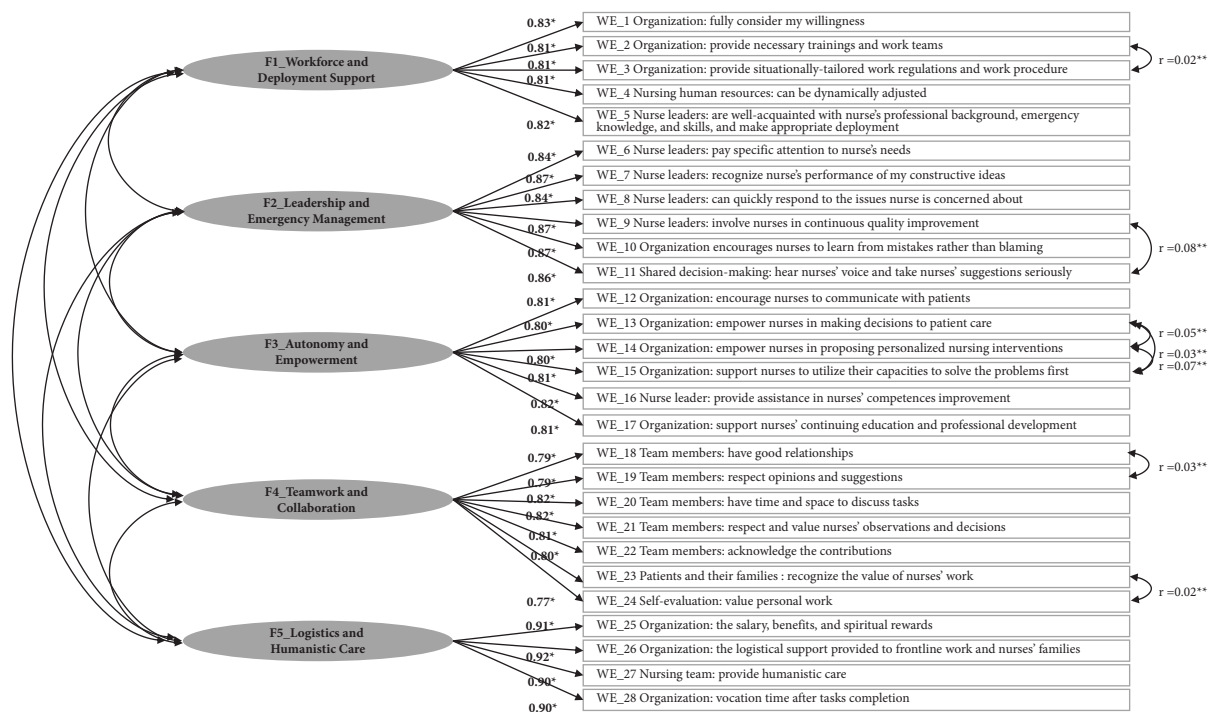 F1_Workforce and
Deployment Support
F2_Leadership and
Emergency Management
F3_Autonomy and
Empowerment
F4_Teamwork and
Collaboration
F5_Logistics and
Humanistic Care
0.83*
0.81*
0.81*
0.81*
0.82*
0.84*
0.87*
0.84*
0.87*
0.87*
0.86*
0.81*
0.80*
0.80*
0.81*
0.82*
0.81*
0.79*
0.79*
0.82*
0.82*
0.81*
0.80*
0.77*
0.91*
0.92*
0.90*
0.90*
WE_1 Organization: fully consider my willingness
WE_2 Organization: provide necessary trainings and work teams
WE_3 Organization: provide situationally-tailored work regulations and work procedure
WE_4 Nursing human resources: can be dynamically adjusted
WE_5 Nurse leaders: are well-acquainted with nurse's professional background, emergency
knowledge, and skills, and make appropriate deployment
WE_6 Nurse leaders: pay specific attention to nurse's needs
WE_7 Nurse leaders: recognize nurse's performance of my constructive ideas
WE_8 Nurse leaders: can quickly respond to the issues nurse is concerned about
WE_9 Nurse leaders: involve nurses in continuous quality improvement
WE_10 Organization encourages nurses to learn from mistakes rather than blaming
WE_11 Shared decision-making: hear nurses' voice and take nurses' suggestions seriously
WE_12 Organization: encourage nurses to communicate with patients
WE_13 Organization: empower nurses in making decisions to patient care
WE_14 Organization: empower nurses in proposing personalized nursing interventions
WE_15 Organization: support nurses to utilize their capacities to solve the problems first
WE_16 Nurse leader: provide assistance in nurses' competences improvement
WE_17 Organization: support nurses' continuing education and professional development
WE_18 Team members: have good relationships
WE_19 Team members: respect opinions and suggestions
WE_20 Team members: have time and space to discuss tasks
WE_21 Team members: respect and value nurses' observations and decisions
WE_22 Team members: acknowledge the contributions
WE_23 Patients and their families : recognize the value of nurses' work
WE_24 Self-evaluation: value personal work
WE_25 Organization: the salary, benefits, and spiritual rewards
WE_26 Organization: the logistical support provided to frontline work and nurses' families
WE_27 Nursing team: provide humanistic care
WE_28 Organization: vocation time after tasks completion
r =0.02**
r =0.08**
r =0.05**
r =0.03**
r =0.07**
r =0.03**
r =0.02**